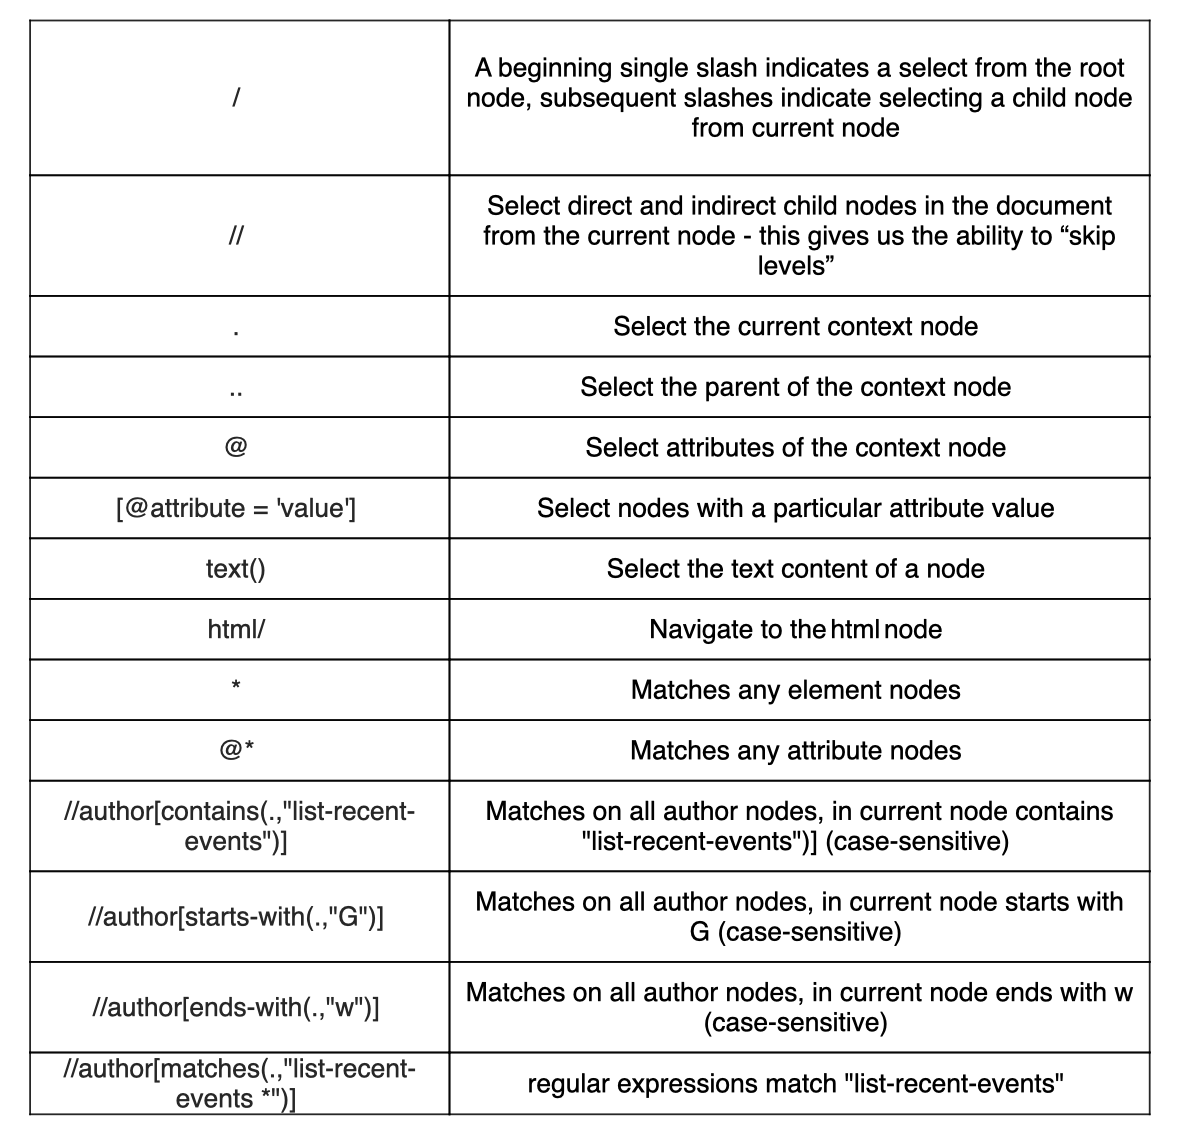 /
A beginning single slash indicates a select from the root
node, subsequent slashes indicate selecting a child node
from current node
//
Select direct and indirect child nodes in the document
from the current node - this gives us the ability to “skip
levels”
.
Select the current context node
..
Select the parent of the context node
@
Select attributes of the context node
[@attribute = 'value']
Select nodes with a particular attribute value
text()
Select the text content of a node
html/
Navigate to the html node
*
Matches any element nodes
@*
Matches any attribute nodes
//author[contains(.,"list-recent-
events")]
Matches on all author nodes, in current node contains
"list-recent-events")] (case-sensitive)
//author[starts-with(.,"G")]
Matches on all author nodes, in current node starts with
G (case-sensitive)
//author[ends-with(.,"w")]
Matches on all author nodes, in current node ends with w
(case-sensitive)
//author[matches(.,"list-recent-
events *")]
regular expressions match "list-recent-events"